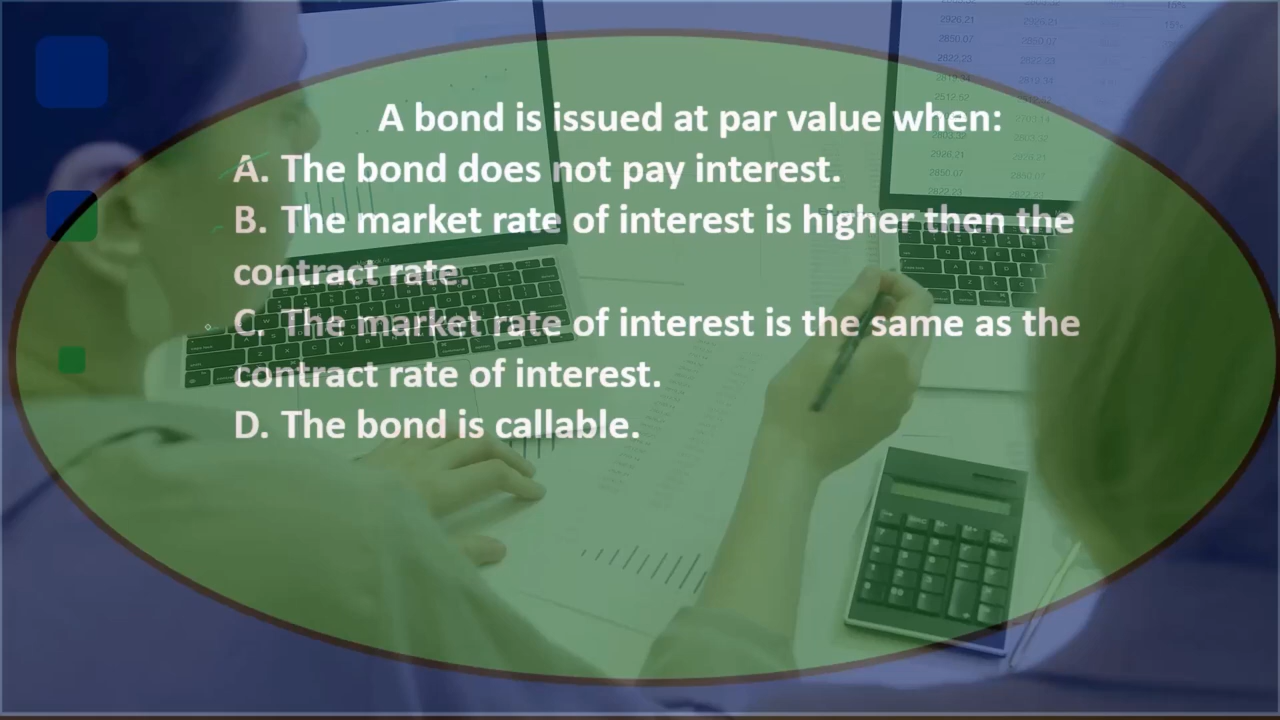 A bond is issued at par value when:
A. The bond does not pay interest.
B. The market rate of interest is higher then the
contract rate.
C. The market rate of interest is the same as the
contract rate of interest.
D. The bond is callable.